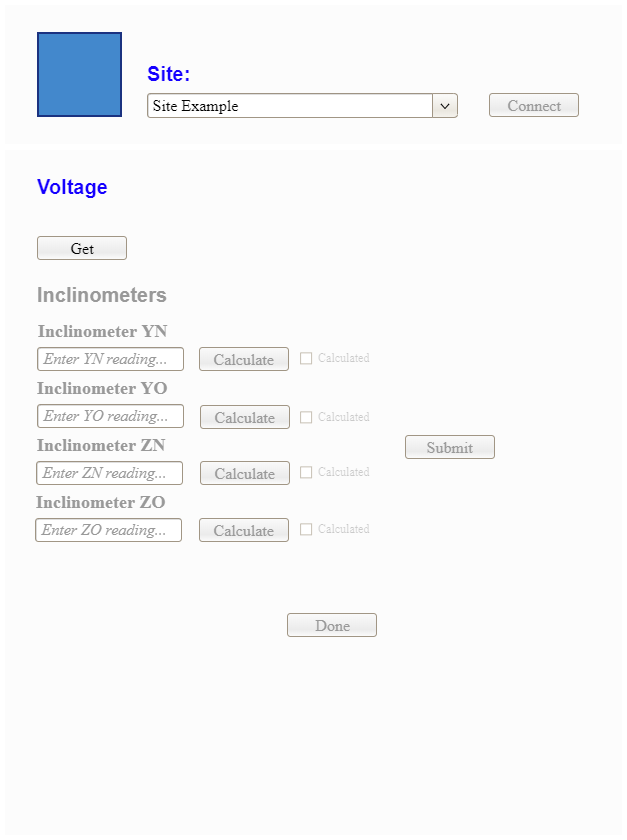 Site:
Site Example
Connect
Voltage
Get
Inclinometers
Inclinometer YN
Enter YN reading... Calculate Calculated
Inclinometer YO
Enter YO reading... Calculate Calculated
Inclinometer ZN
Submit
Enter ZN reading... Calculate Calculated
Inclinometer ZO
Enter ZO reading... Calculate Calculated
Done